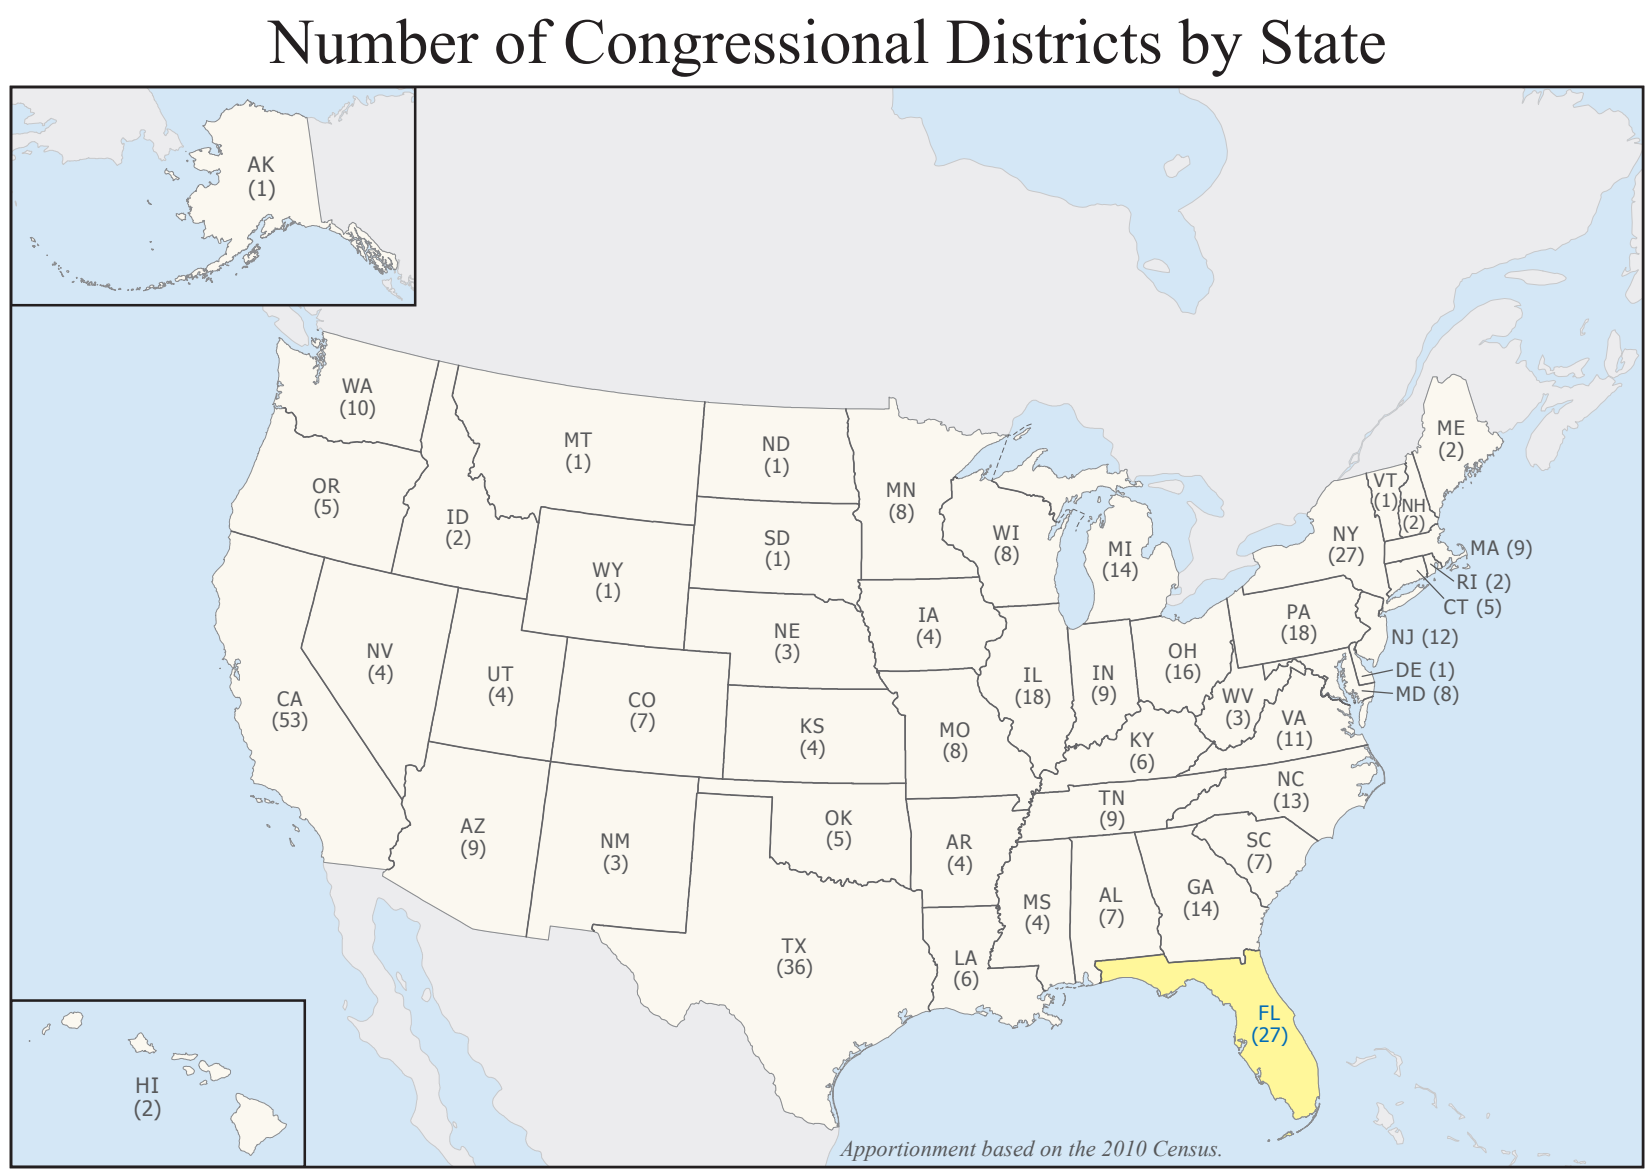 Number of Congressional Districts by State
AK
(1)
WA
(10)
MT
(1)
ND
(1)
MN
(8)
ME
(2)
VT
(1)
NH
(2)
OR
(5)
ID
(2)
SD
(1)
WI
(8)
MI
(14)
NY
(27)
MA (9)
RI (2)
CT (5)
WY
(1)
NE
(3)
IA
(4)
PA
(18)
NJ (12)
DE (1)
MD (8)
CA
(53)
NV
(4)
UT
(4)
CO
(7)
KS
(4)
MO
(8)
IL
(18)
IN
(9)
OH
(16)
WV
(3)
VA
(11)
KY
(6)
NC
(13)
TN
(9)
AZ
(9)
NM
(3)
OK
(5)
AR
(4)
SC
(7)
MS
(4)
AL
(7)
GA
(14)
TX
(36)
LA
(6)
FL
(27)
HI
(2)
Apportionment based on the 2010 Census.